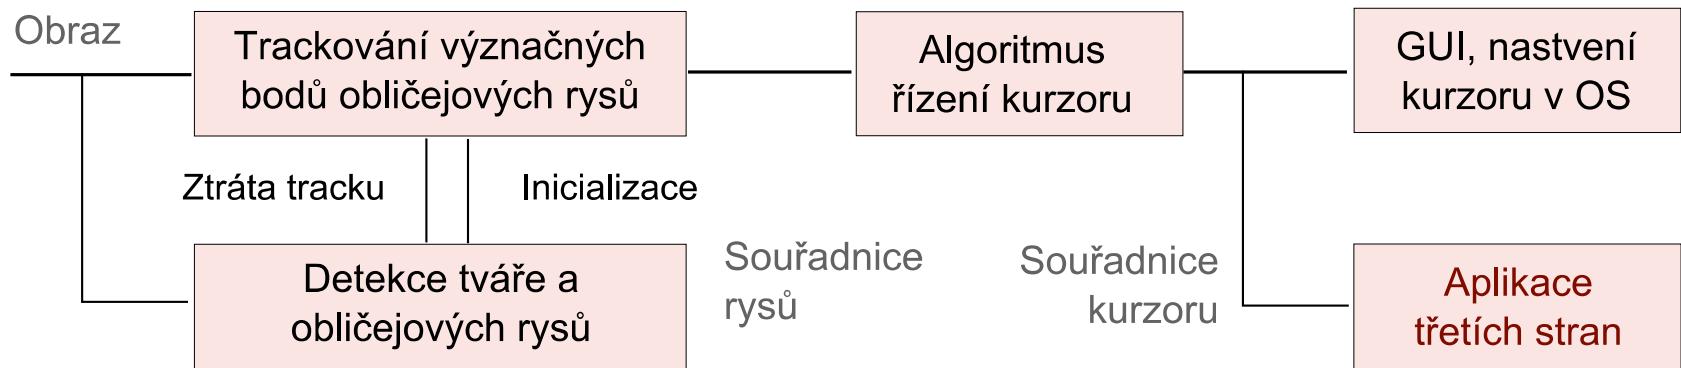 Obraz
Trackování význačných
bodů obličejových rysů
Algoritmus
řízení kurzoru
GUI, nastvení
kurzoru v OS
Ztráta tracku
Inicializace
Detekce tváře a
obličejových rysů
Souřadnice
rysů
Souřadnice
kurzoru
Aplikace
třetích stran